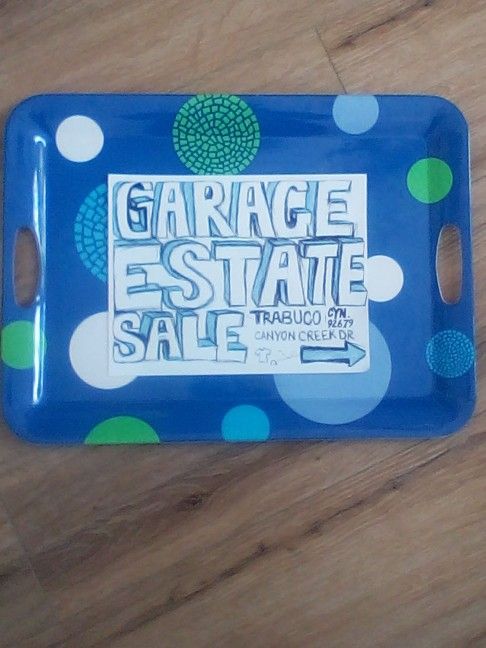 GARAGE
ESTATE
SALE
TRABUCO CYN. 92679
CANYON CREEK DR